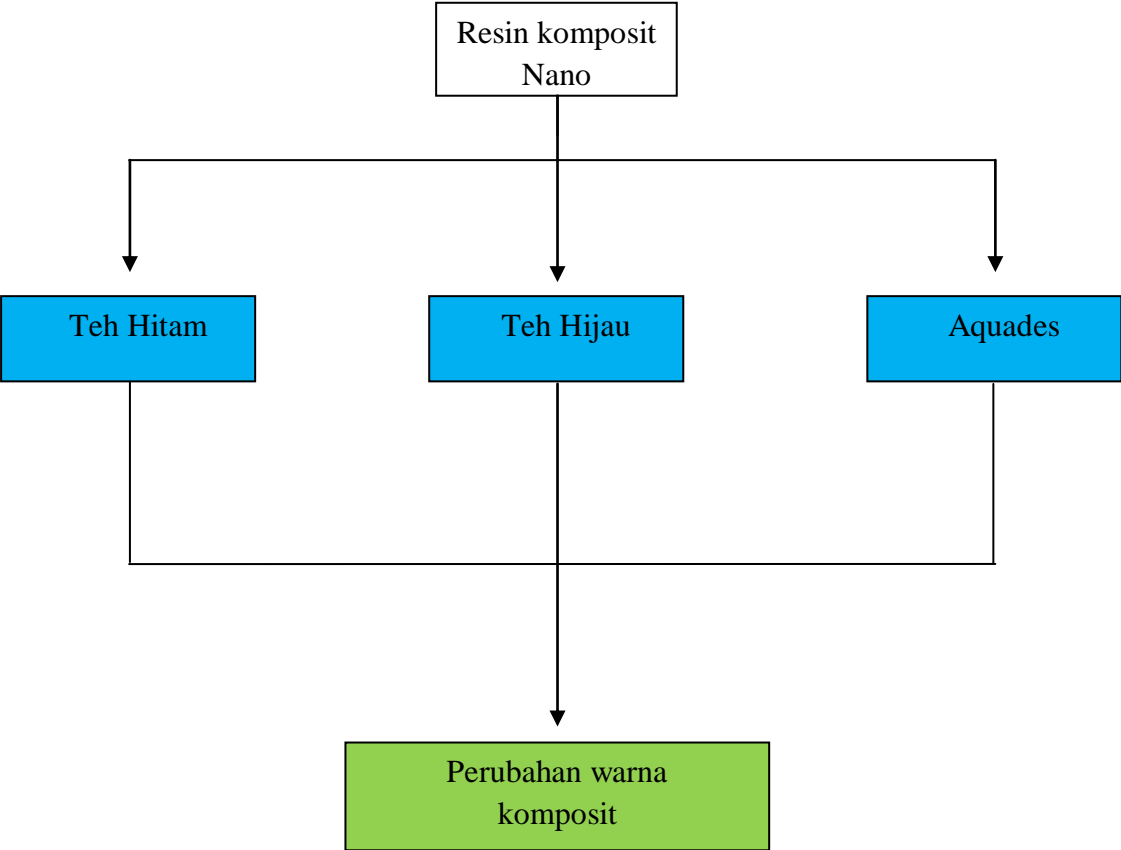 Resin komposit
Nano
Teh Hitam
Teh Hijau
Aquades
Perubahan warna
komposit